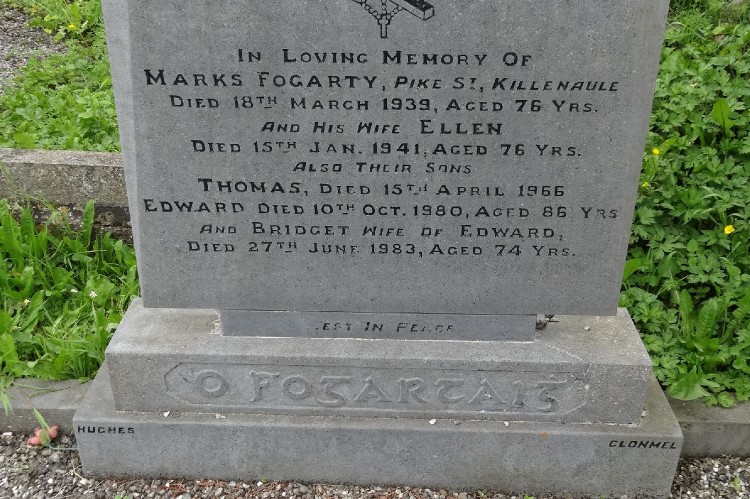 In Loving Memory Of
Marks Fogarty, Pike St, Killenaule
Died 18th March 1939, Aged 76 Yrs.
And His Wife Ellen
Died 15th Jan. 1941, Aged 76 Yrs.
Also Their Sons
Thomas, Died 15th April 1966
Edward Died 10th Oct. 1980, Aged 86 Yrs
And Bridget Wife of Edward,
Died 27th June 1983, Aged 74 Yrs.
In Peace
O Fogartaig
HUGHES
CLONMEL